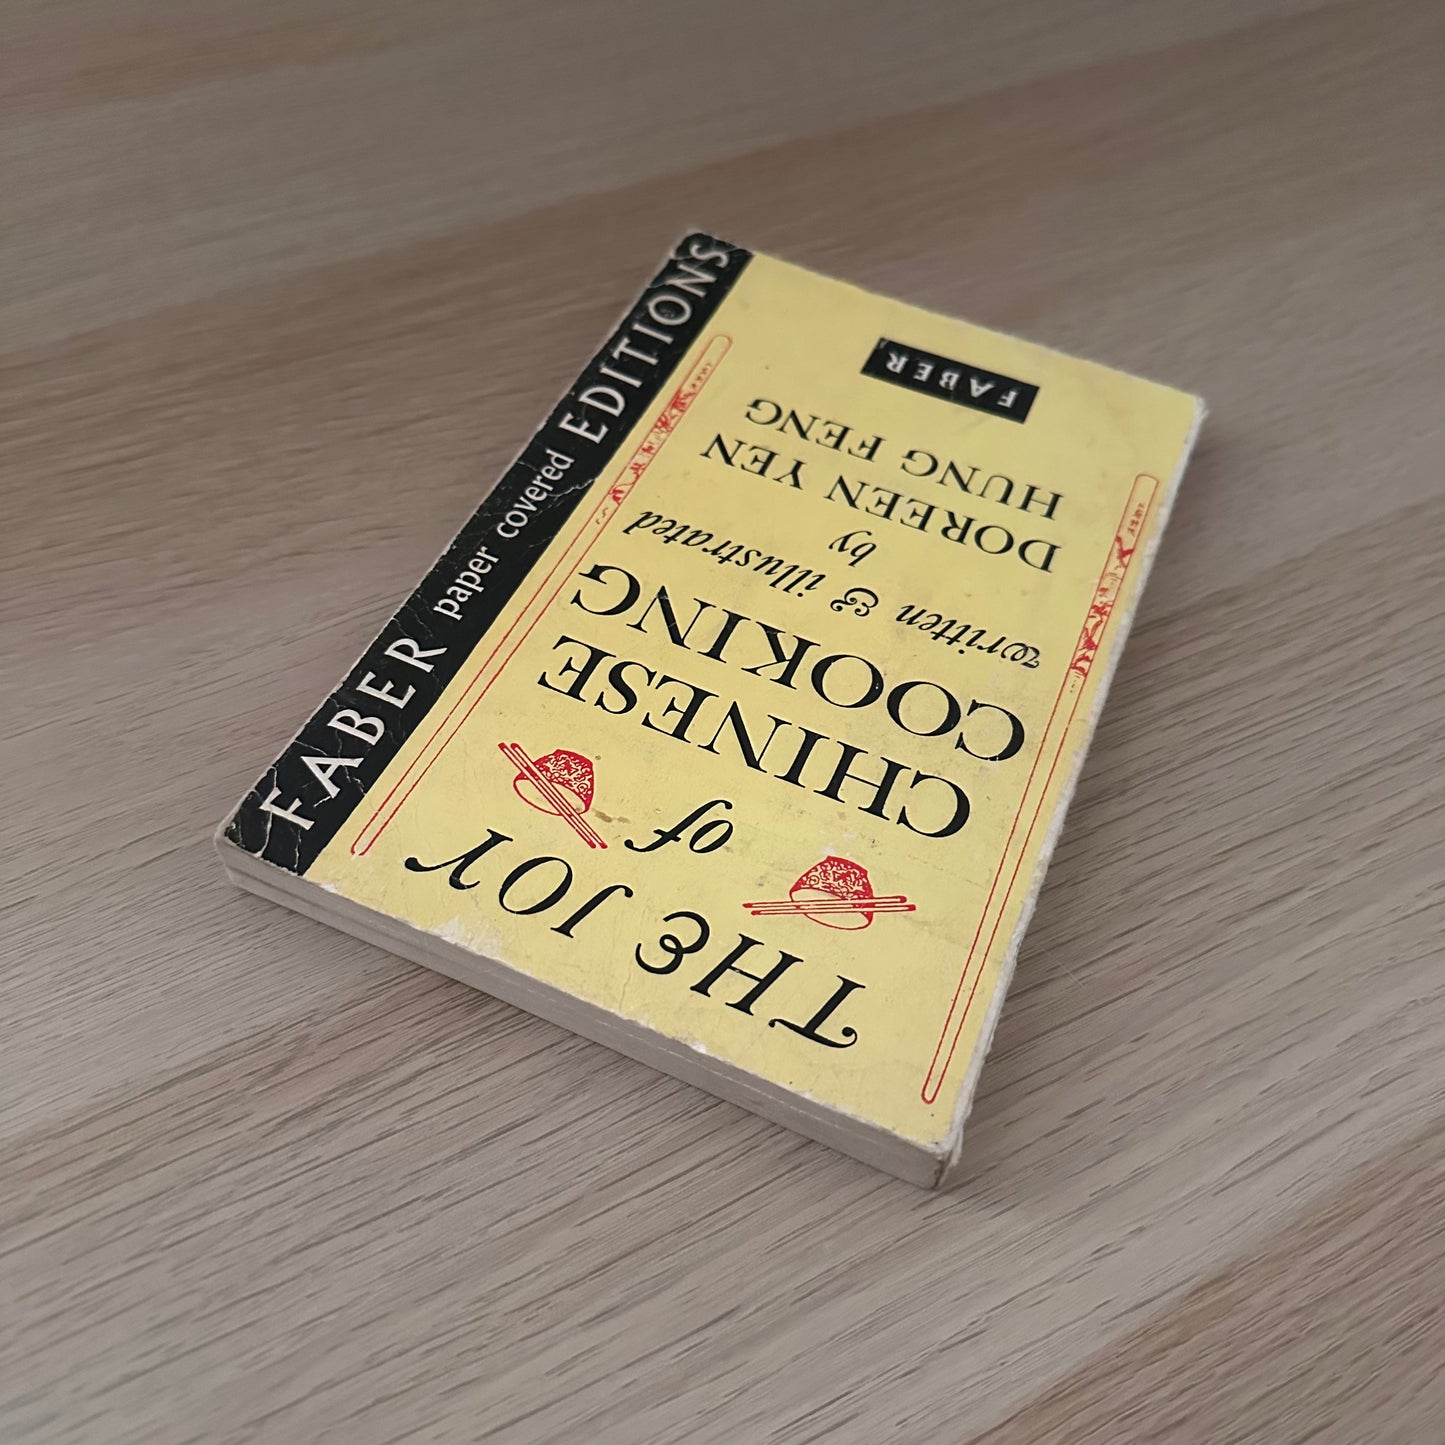 THE JOY
of
CHINESE
COOKING
written & illustrated
by
DOREEN YEN
HUNG FENG
FABER
FABER paper covered EDITIONS